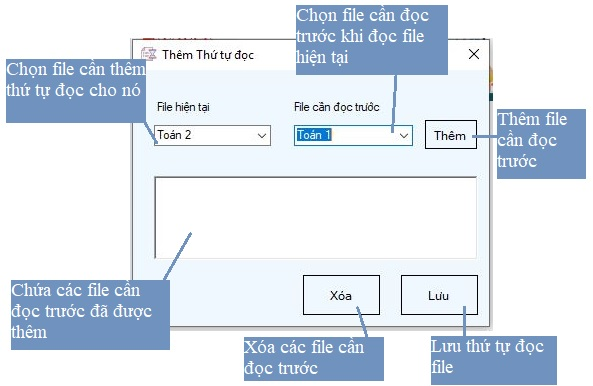 Chọn file cần đọc
trước khi đọc file
hiện tại
Thêm Thứ tự đọc
Chọn file cần thêm
thứ tự đọc cho nó
File hiện tại
File cần đọc trước
Toán 2
Toán 1
Thêm
Thêm file
cần đọc
trước
Chứa các file cần
đọc trước đã được
thêm
Xóa
Lưu
Xóa các file cần
đọc trước
Lưu thứ tự đọc
file